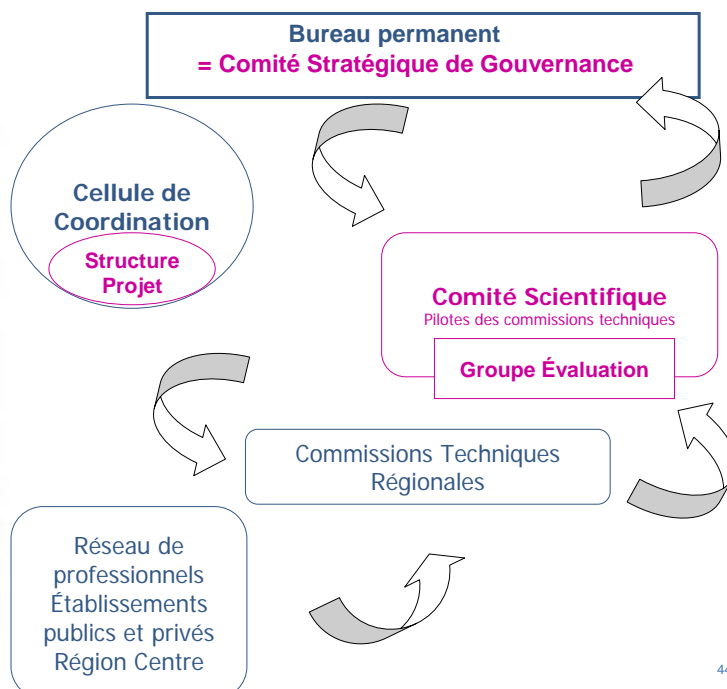 Bureau permanent
= Comité Stratégique de Gouvernance
Cellule de
Coordination
Structure
Projet
Comité Scientifique
Pilotes des commissions techniques
Groupe Évaluation
Commissions Techniques
Régionales
Réseau de
professionnels
Établissements
publics et privés
Région Centre
44